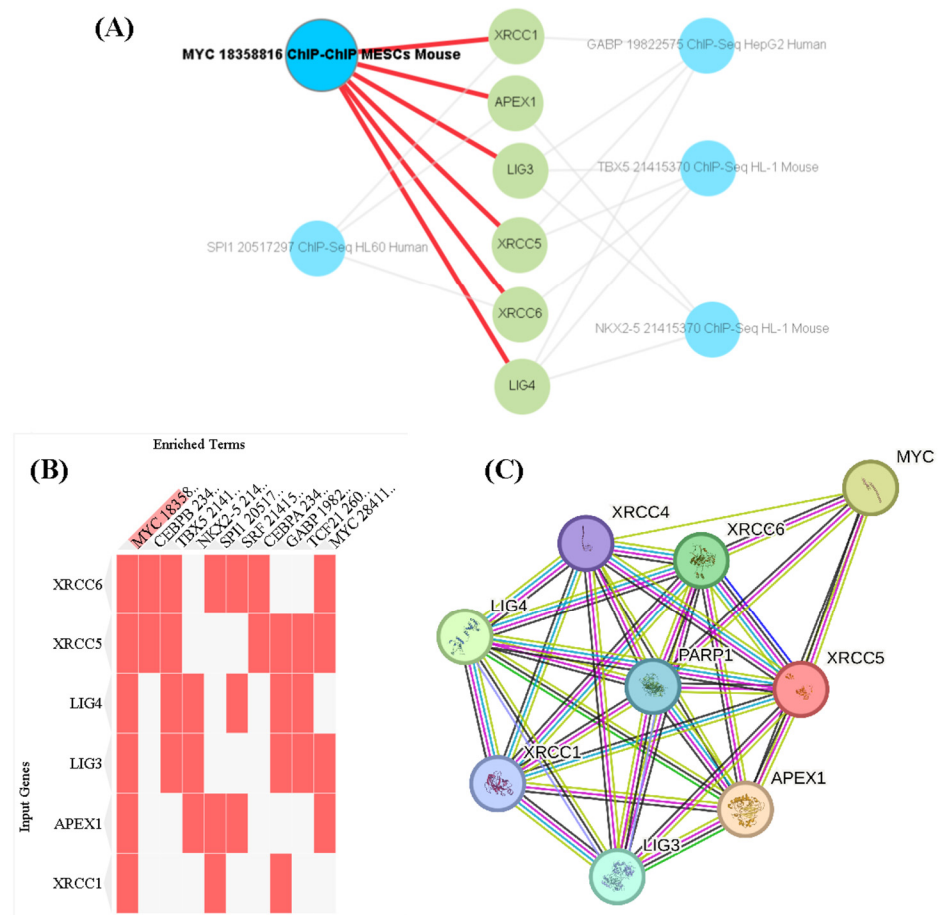 (A)
MYC 18358816 ChIP-ChIP MESCs Mouse
XRCC1
GABP 19822575 ChIP-Seq HepG2 Human
APEX1
LIG3
TBX5 21415370 ChIP-Seq HL-1 Mouse
XRCC5
SPI1 20517297 ChIP-Seq HL60 Human
XRCC6
NKX2-5 21415370 ChIP-Seq HL-1 Mouse
LIG4
(B)
Enriched Terms
MYC 18358..
CEBPB 234..
TBX5 2141..
NKX2-5 214..
SPI1 20517..
SRF 21415..
CEBPA 234..
GABP 1982..
TCF21 260..
MYC 28411..
Input Genes
XRCC6
XRCC5
LIG4
LIG3
APEX1
XRCC1
(C)
MYC
XRCC4
XRCC6
LIG4
PARP1
XRCC5
XRCC1
APEX1
LIG3